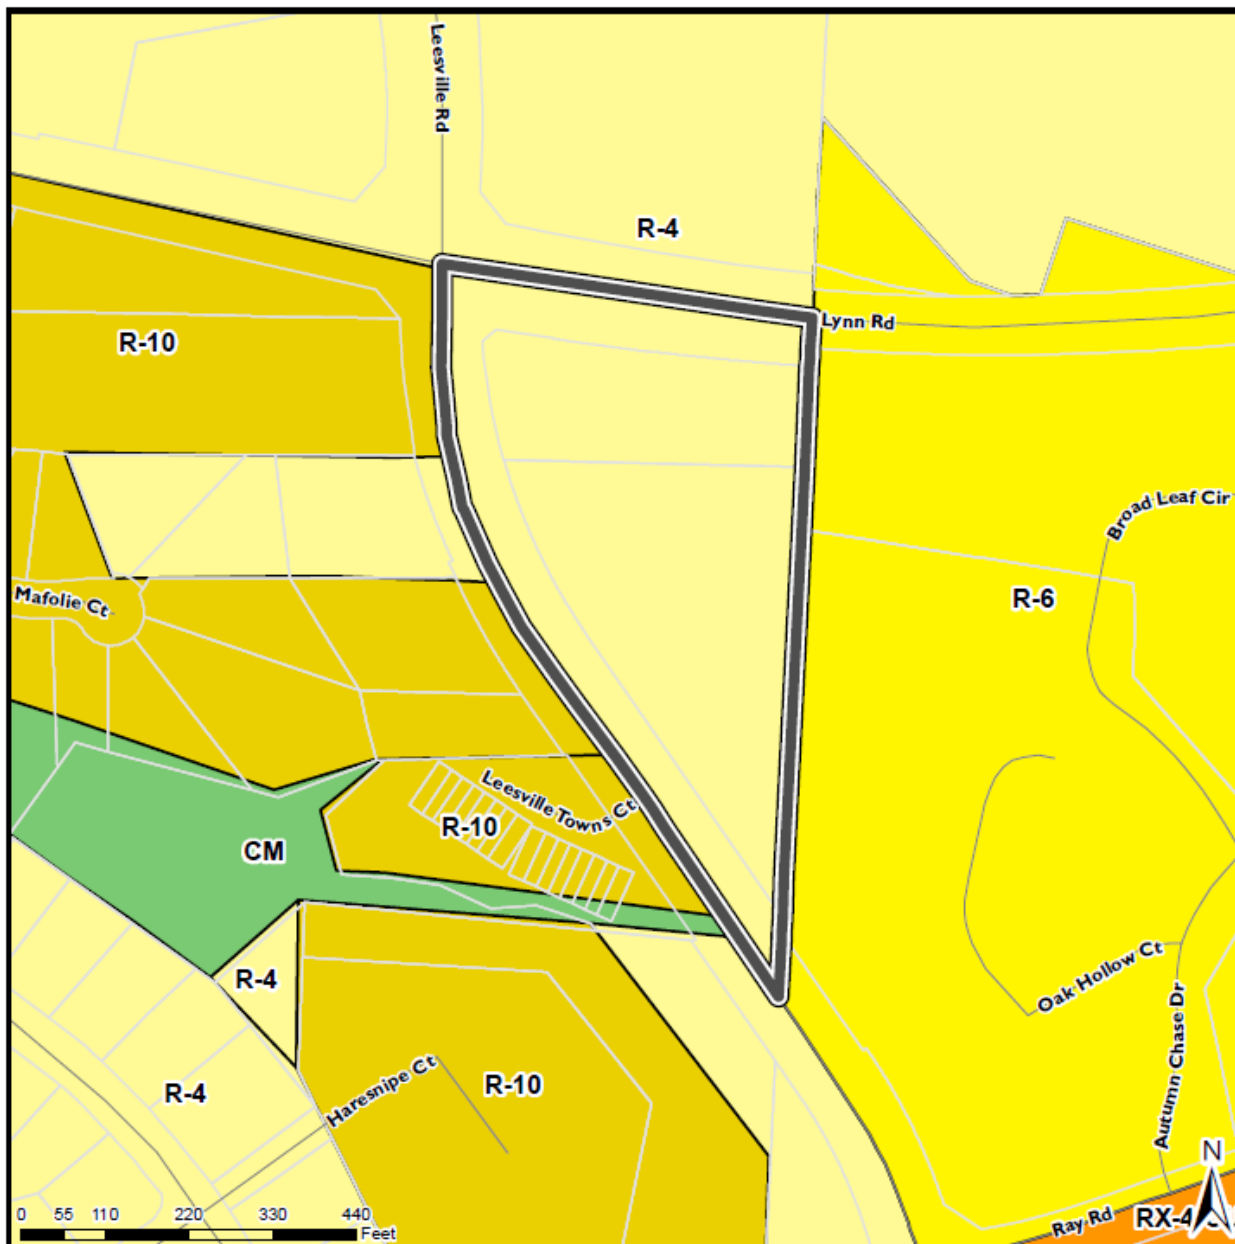 Leesville Rd
R-4
Lynn Rd
R-10
Broad Leaf Cir
R-6
Mafolie Ct
Leesville Towns Ct
R-10
CM
R-4
Oak Hollow Ct
Autumn Chase Dr
R-4
Haresnipe Ct
R-10
N
Ray Rd
RX-4
0 55 110 220 330 440
Feet